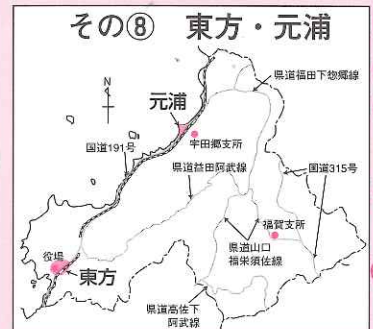 その⑧ 東方・元浦
県道福田下惣郷線
N
元浦
宇田郷支所
国道191号
県道益田阿武線
国道315号
福賀支所
役場
県道山口
福栄須佐線
東方
県道高佐下
阿武線